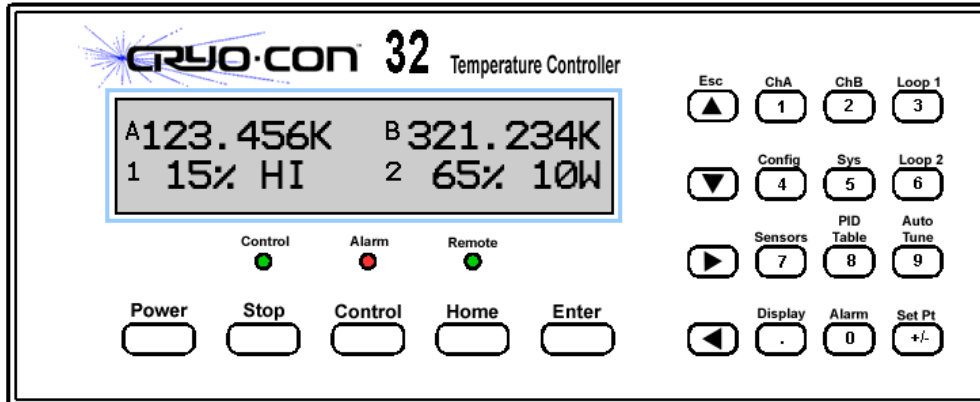 CRYO·CON 32 Temperature Controller
A123.456K B321.234K
1 15% HI 2 65% 10W
Control Alarm Remote
Power Stop Control Home Enter
Esc ChA ChB Loop 1
1 2 3
Config Sys Loop 2
4 5 6
Sensors PID Table Auto Tune
7 8 9
Display Alarm Set Pt
. 0 +/-